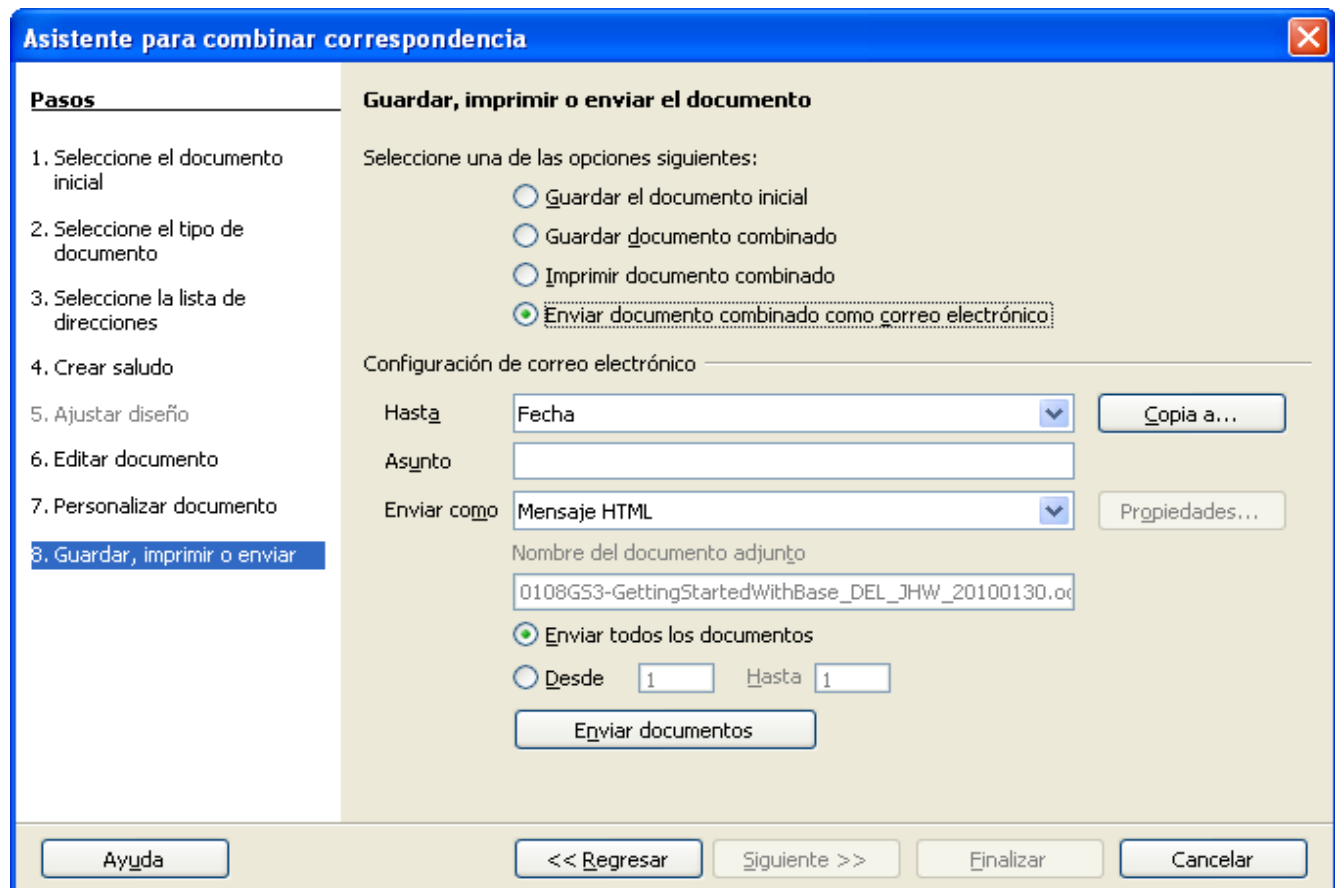 Asistente para combinar correspondencia
Pasos
1. Seleccione el documento
inicial
2. Seleccione el tipo de
documento
3. Seleccione la lista de
direcciones
4. Crear saludo
5. Ajustar diseño
6. Editar documento
7. Personalizar documento
8. Guardar, imprimir o enviar
Guardar, imprimir o enviar el documento
Seleccione una de las opciones siguientes:
Guardar el documento inicial
Guardar documento combinado
Imprimir documento combinado
Enviar documento combinado como correo electrónico
Configuración de correo electrónico
Hasta Fecha Copia a...
Asunto
Enviar como Mensaje HTML Propiedades...
Nombre del documento adjunto
0108GS3-GettingStartedWithBase_DEL_JHW_20100130.od
Enviar todos los documentos
Desde 1 Hasta 1
Enviar documentos
Ayuda << Regresar Siguiente >> Finalizar Cancelar